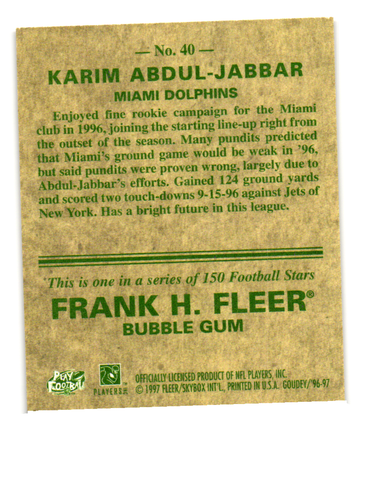 — No. 40 —
KARIM ABDUL-JABBAR
MIAMI DOLPHINS
Enjoyed fine rookie campaign for the Miami
club in 1996, joining the starting line-up right from
the outset of the season. Many pundits predicted
that Miami's ground game would be weak in '96,
but said pundits were proven wrong, largely due to
Abdul-Jabbar's efforts. Gained 124 ground yards
and scored two touch-downs 9-15-96 against Jets of
New York. Has a bright future in this league.
This is one in a series of 150 Football Stars
FRANK H. FLEER®
BUBBLE GUM
PLAY
FOOTBALL
PLAYERS
OFFICIALLY LICENSED PRODUCT OF NFL PLAYERS, INC.
© 1997 FLEER/SKYBOX INT'L., PRINTED IN U.S.A. GOUDEY/'96-97